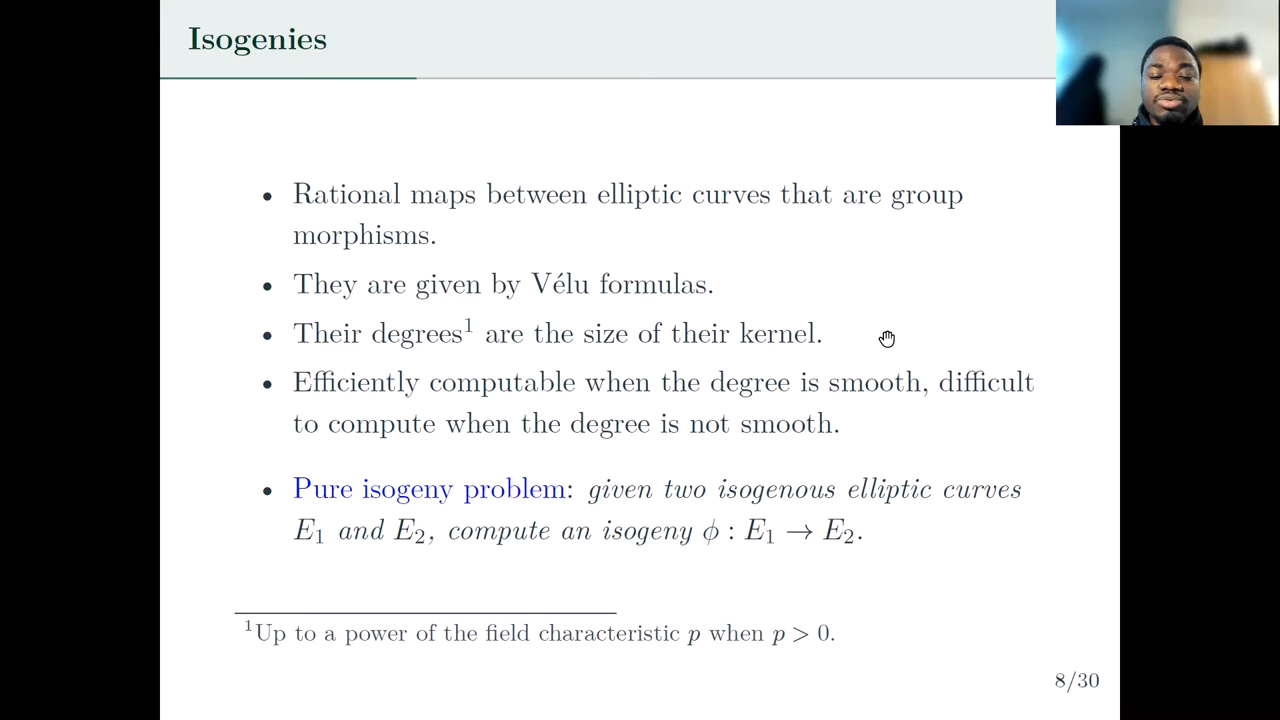 Isogenies
• Rational maps between elliptic curves that are group
morphisms.
• They are given by Vélu formulas.
• Their degrees¹ are the size of their kernel.
• Efficiently computable when the degree is smooth, difficult
to compute when the degree is not smooth.
• Pure isogeny problem: given two isogenous elliptic curves
E₁ and E₂, compute an isogeny ϕ : E₁ → E₂.
¹Up to a power of the field characteristic p when p > 0.
8/30